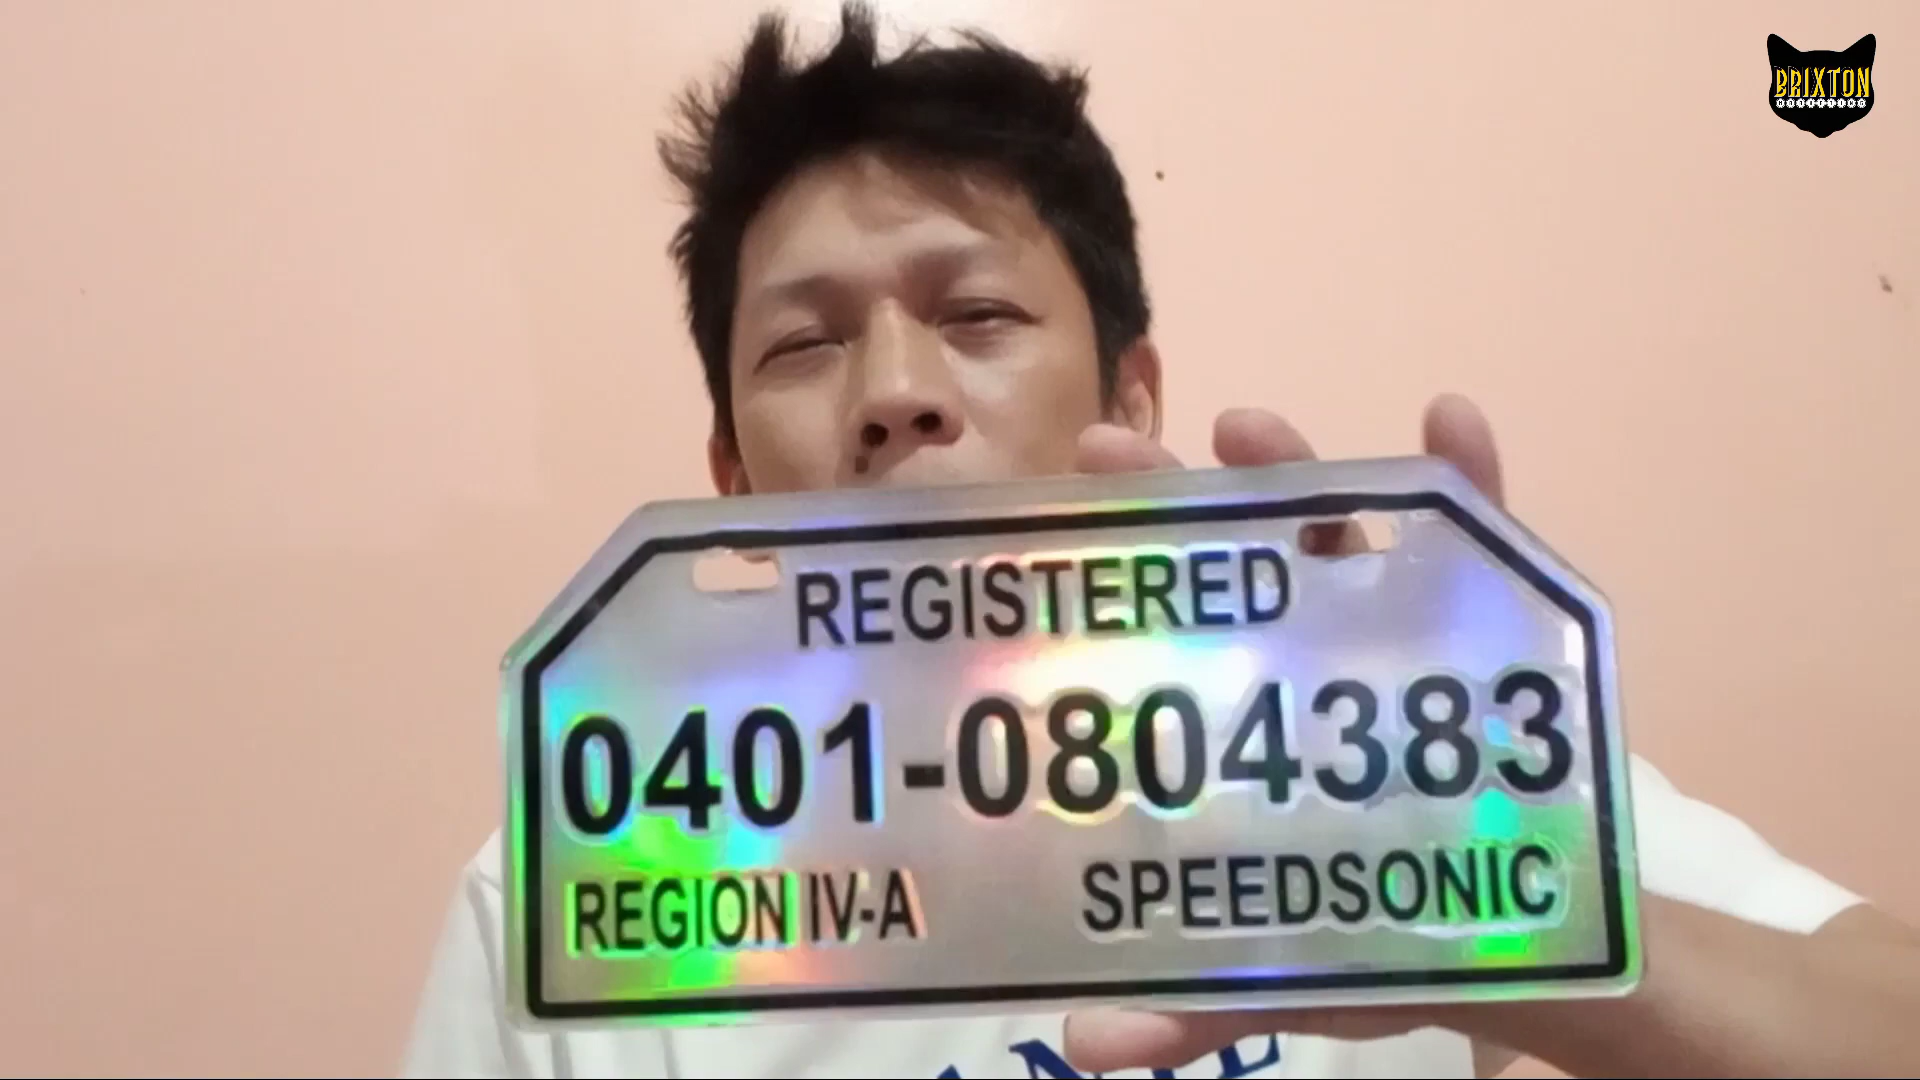 BRIXTON
REGISTERED
0401-0804383
REGION IV-A SPEEDSONIC